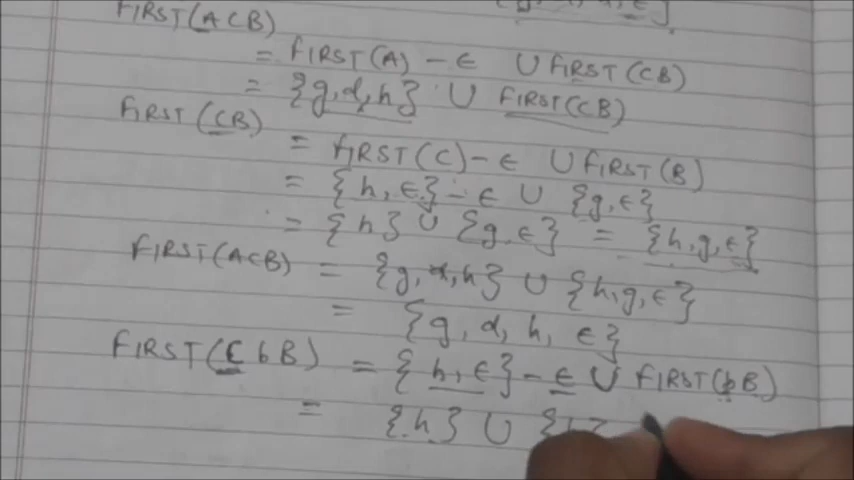 FIRST(ACB)
= FIRST(A) - ϵ ∪ FIRST(CB)
= {g,d,h} ∪ FIRST(CB)
FIRST(CB)
= FIRST(C) - ϵ ∪ FIRST(B)
= {h,ϵ} - ϵ ∪ {g,ϵ}
= {h} ∪ {g,ϵ} = {h,g,ϵ}
FIRST(ACB) = {g,d,h} ∪ {h,g,ϵ}
= {g, d, h, ϵ}
FIRST(CbB) = {h,ϵ} - ϵ ∪ FIRST(bB)
= {h} ∪ {